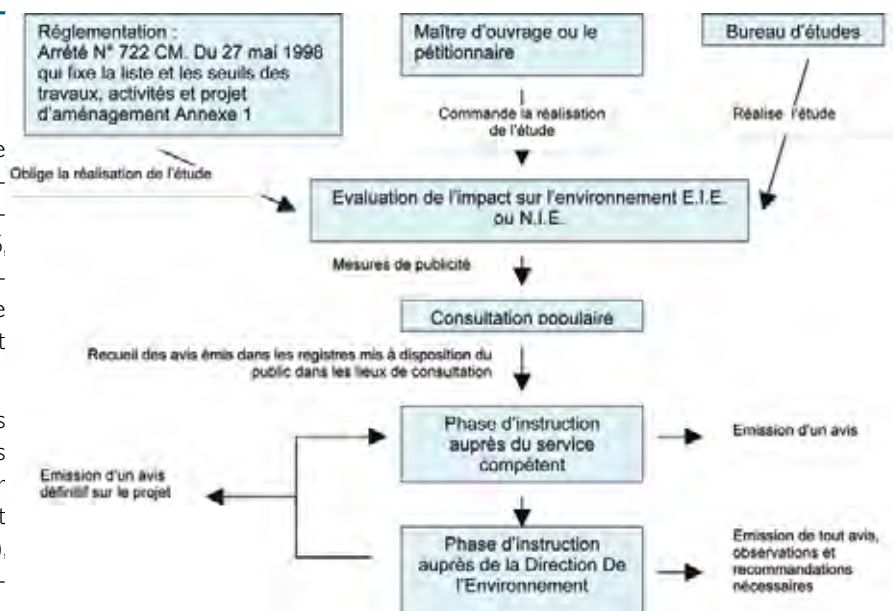 Réglementation :
Arrêté N° 722 CM. Du 27 mai 1998
qui fixe la liste et les seuils des
travaux, activités et projet
d'aménagement Annexe 1
Maître d'ouvrage ou le
pétitionnaire
Bureau d'études
Commande la réalisation
de l'étude
Réalise l'étude
Oblige la réalisation de l'étude
Evaluation de l'impact sur l'environnement E.I.E.
ou N.I.E.
Mesures de publicité
Consultation populaire
Recueil des avis émis dans les registres mis à disposition du
public dans les lieux de consultation
Phase d'instruction
auprès du service
compétent
Emission d'un avis
Emission d'un avis
définitif sur le projet
Phase d'instruction
auprès de la Direction De
l'Environnement
Emission de tout avis,
observations et
recommandations
nécessaires